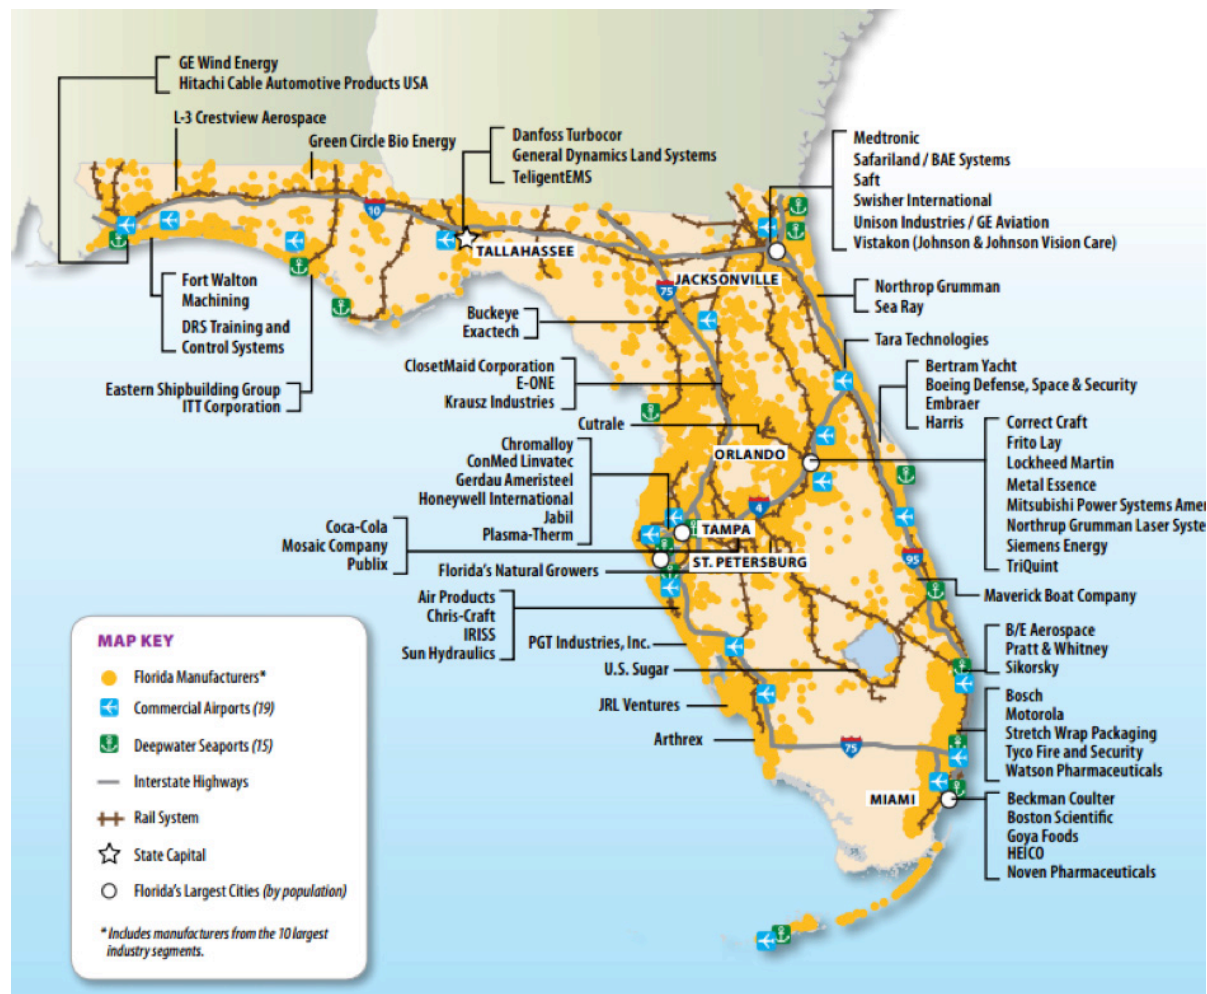 GE Wind Energy
Hitachi Cable Automotive Products USA
L-3 Crestview Aerospace
Green Circle Bio Energy
Danfoss Turbocor
General Dynamics Land Systems
TeligentEMS
Medtronic
Safariland / BAE Systems
Saft
Swisher International
Unison Industries / GE Aviation
Vistakon (Johnson & Johnson Vision Care)
10
TALLAHASSEE
JACKSONVILLE
75
Fort Walton
Machining
DRS Training and
Control Systems
Eastern Shipbuilding Group
ITT Corporation
Buckeye
Exactech
Northrop Grumman
Sea Ray
Tara Technologies
ClosetMaid Corporation
E-ONE
Krausz Industries
Bertram Yacht
Boeing Defense, Space & Security
Embraer
Harris
Cutrale
ORLANDO
Correct Craft
Frito Lay
Lockheed Martin
Metal Essence
Mitsubishi Power Systems Amer
Northrup Grumman Laser Syste
Siemens Energy
TriQuint
Chromalloy
ConMed Linvatec
Gerdau Ameristeel
Honeywell International
Jabil
Plasma-Therm
4
TAMPA
Coca-Cola
Mosaic Company
Publix
ST. PETERSBURG
Florida's Natural Growers
95
Maverick Boat Company
Air Products
Chris-Craft
IRISS
Sun Hydraulics
PGT Industries, Inc.
U.S. Sugar
B/E Aerospace
Pratt & Whitney
Sikorsky
JRL Ventures
Arthrex
75
Bosch
Motorola
Stretch Wrap Packaging
Tyco Fire and Security
Watson Pharmaceuticals
MIAMI
Beckman Coulter
Boston Scientific
Goya Foods
HEICO
Noven Pharmaceuticals
MAP KEY
Florida Manufacturers*
Commercial Airports (19)
Deepwater Seaports (15)
Interstate Highways
Rail System
State Capital
Florida's Largest Cities (by population)
* Includes manufacturers from the 10 largest
industry segments.